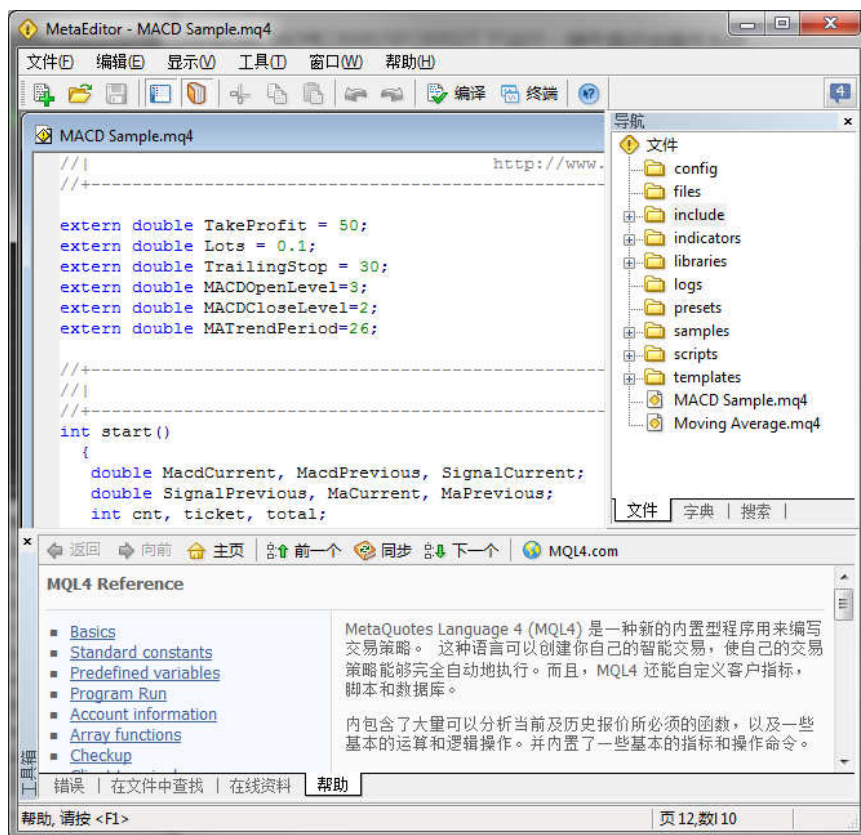 MetaEditor - MACD Sample.mq4
文件(F) 编辑(E) 显示(V) 工具(T) 窗口(W) 帮助(H)
编译 终端 4
MACD Sample.mq4
//| http://www.
//+------------------------------------------------------
extern double TakeProfit = 50;
extern double Lots = 0.1;
extern double TrailingStop = 30;
extern double MACDOpenLevel=3;
extern double MACDCloseLevel=2;
extern double MATrendPeriod=26;
//+------------------------------------------------------
//|
//+------------------------------------------------------
int start()
{
double MacdCurrent, MacdPrevious, SignalCurrent;
double SignalPrevious, MaCurrent, MaPrevious;
int cnt, ticket, total;
导航
文件
config
files
include
indicators
libraries
logs
presets
samples
scripts
templates
MACD Sample.mq4
Moving Average.mq4
文件 字典 | 搜索 |
返回 向前 主页 前一个 同步 下一个 MQL4.com
MQL4 Reference
Basics
Standard constants
Predefined variables
Program Run
Account information
Array functions
Checkup
MetaQuotes Language 4 (MQL4) 是一种新的内置型程序用来编写
交易策略。 这种语言可以创建你自己的智能交易，使自己的交易
策略能够完全自动地执行。而且，MQL4 还能自定义客户指标，
脚本和数据库。
内包含了大量可以分析当前及历史报价所必须的函数，以及一些
基本的运算和逻辑操作。并内置了一些基本的指标和操作命令。
工具箱
错误 | 在文件中查找 | 在线资料 帮助
帮助, 请按 <F1> 页 12,数l 10